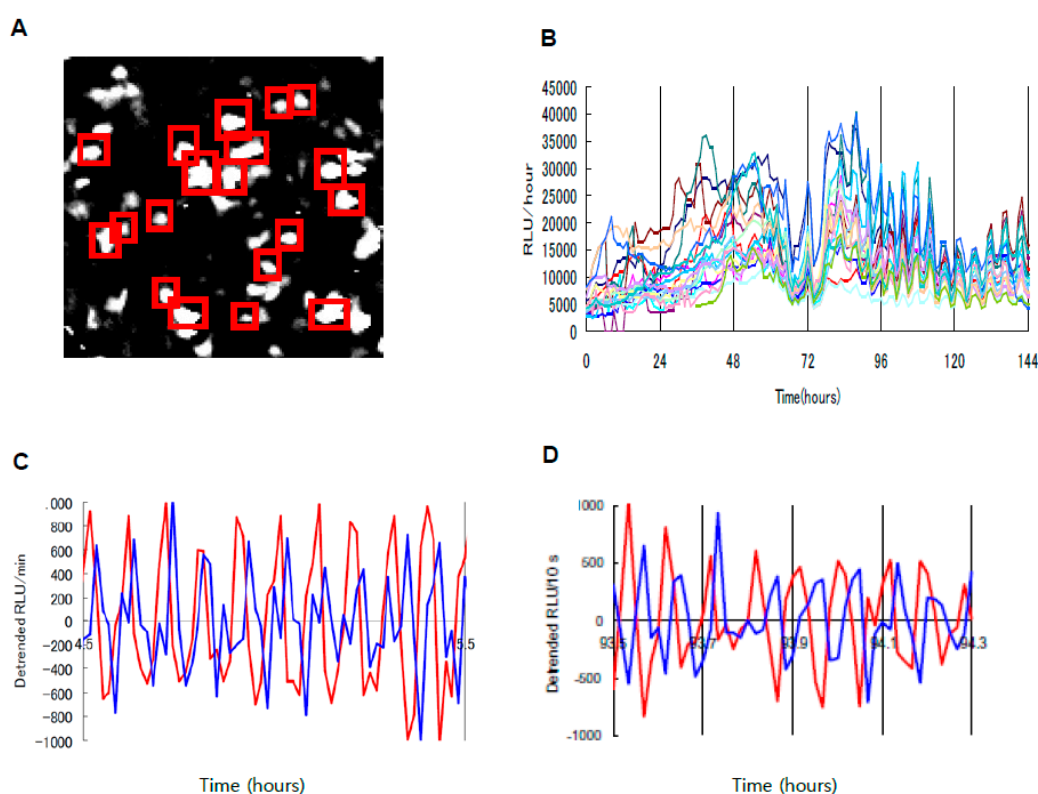 A
B
45000
40000
35000
30000
25000
20000
15000
10000
5000
0
RLU/hour
0 24 48 72 96 120 144
Time(hours)
C
.000
800
600
400
200
0
-200
-400
-600
-800
-1000
Detrended RLU/min
4.5 5.5
Time (hours)
D
1000
500
0
-500
-1000
Detrended RLU/10 s
93.5 93.7 93.9 94.1 94.3
Time (hours)